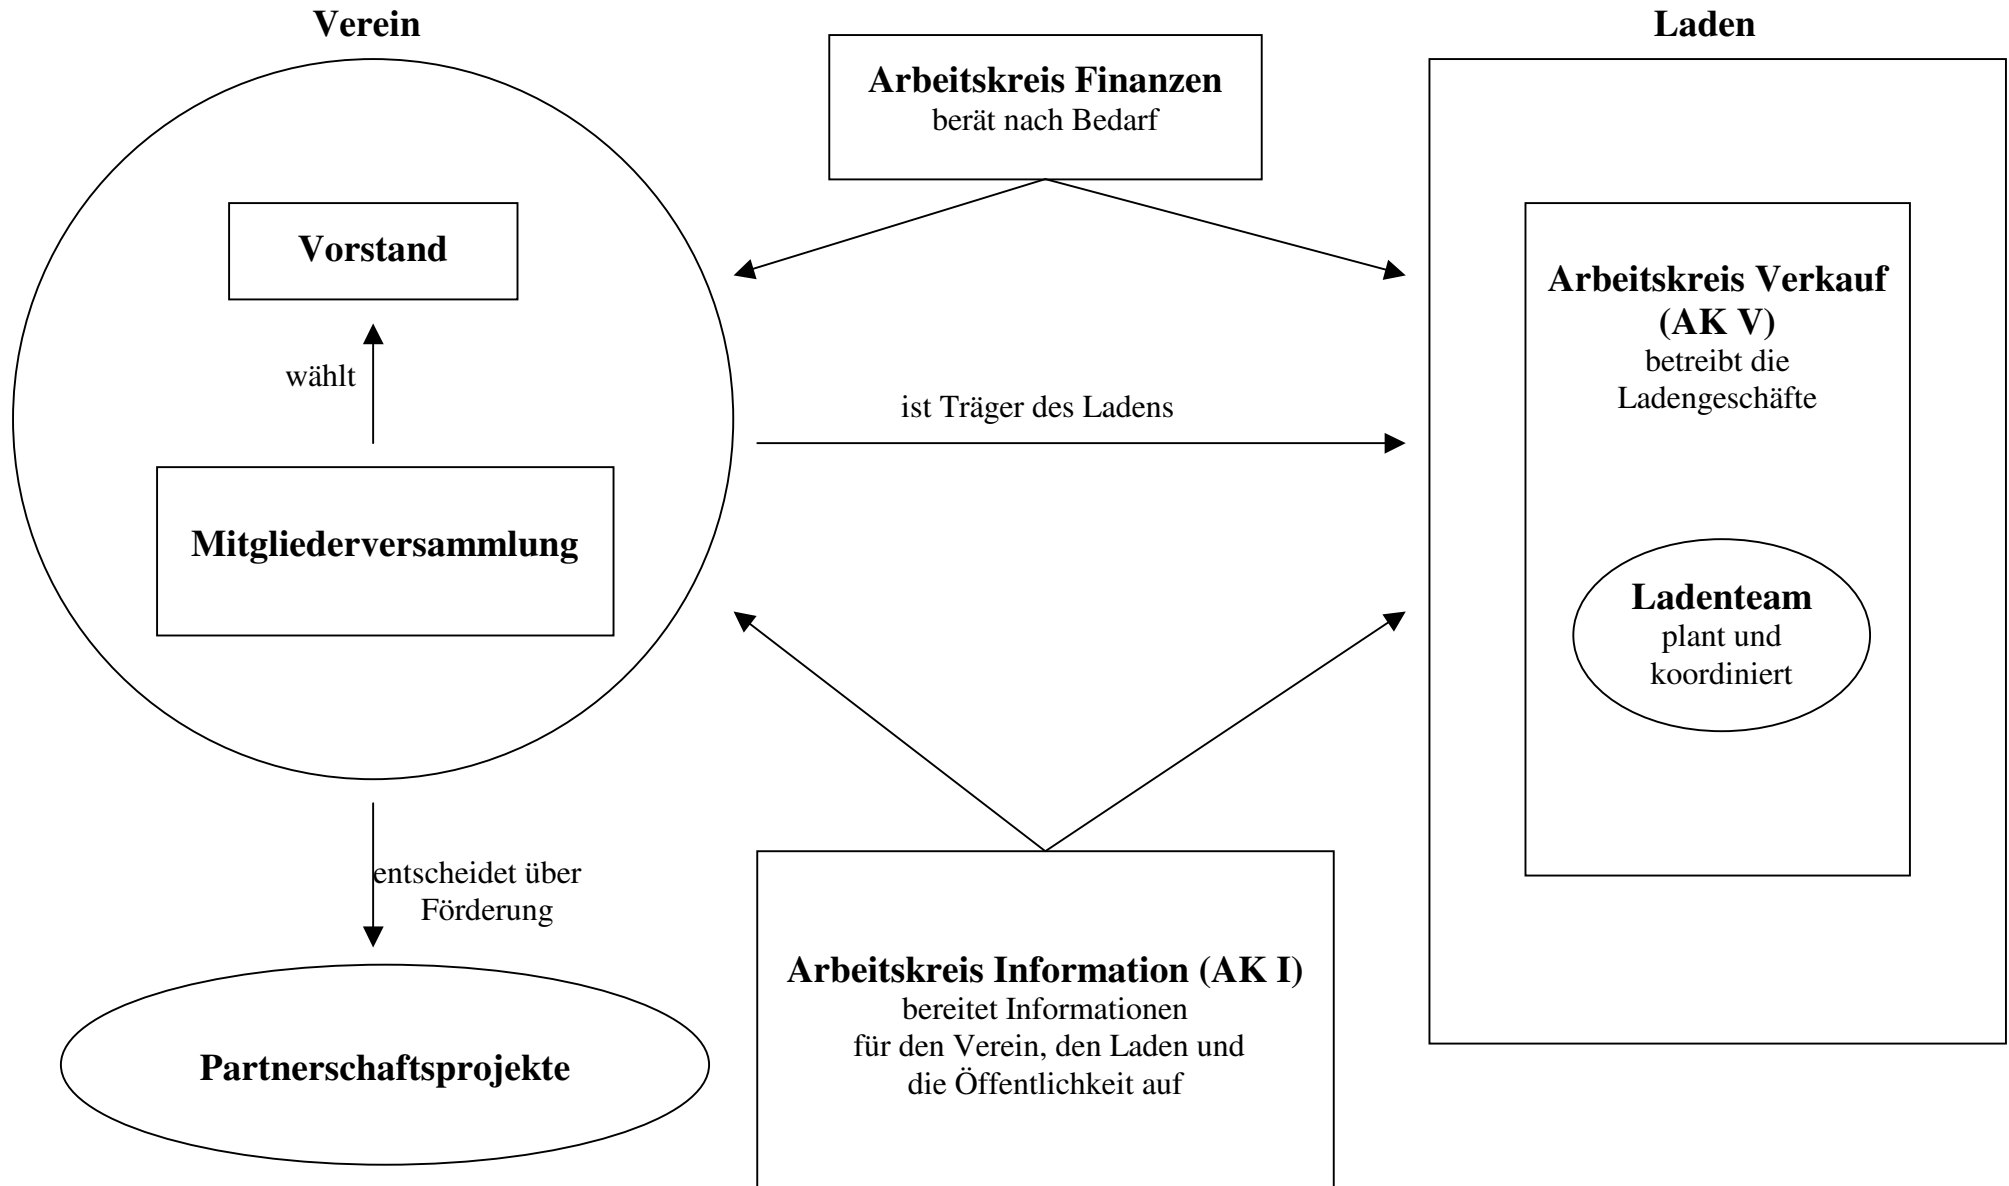 Verein
Vorstand
wählt
Mitgliederversammlung
entscheidet über
Förderung
Partnerschaftsprojekte
Arbeitskreis Finanzen
berät nach Bedarf
ist Träger des Ladens
Arbeitskreis Information (AK I)
bereitet Informationen
für den Verein, den Laden und
die Öffentlichkeit auf
Laden
Arbeitskreis Verkauf
(AK V)
betreibt die
Ladengeschäfte
Ladenteam
plant und
koordiniert